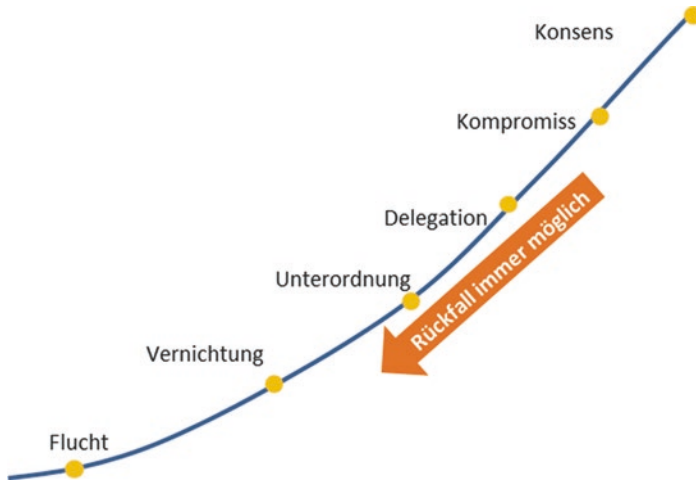 Konsens
Kompromiss
Delegation
Unterordnung
Vernichtung
Flucht
Rückfall immer möglich